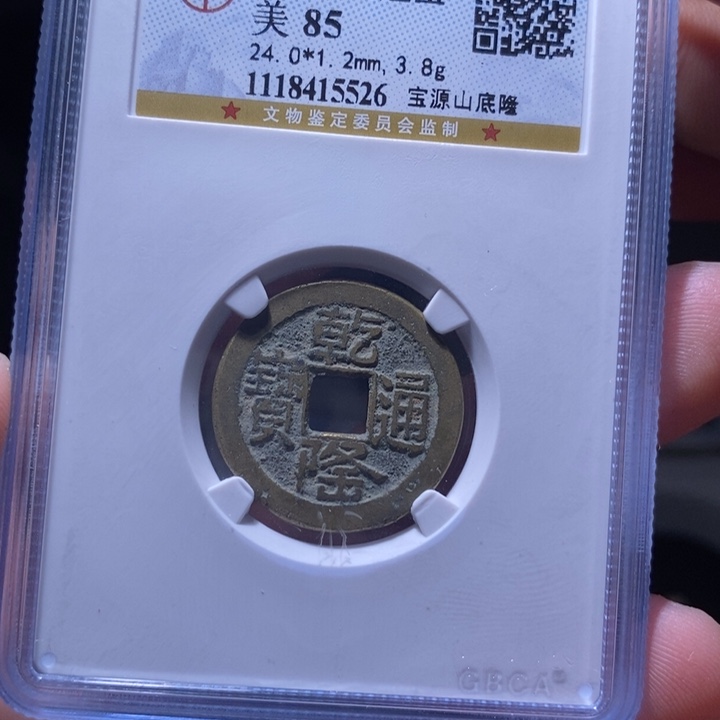 美 85
24.0*1.2mm, 3.8g
1118415526 宝源山底隆
文物鉴定委员会监制
乾隆通寳
GBCA